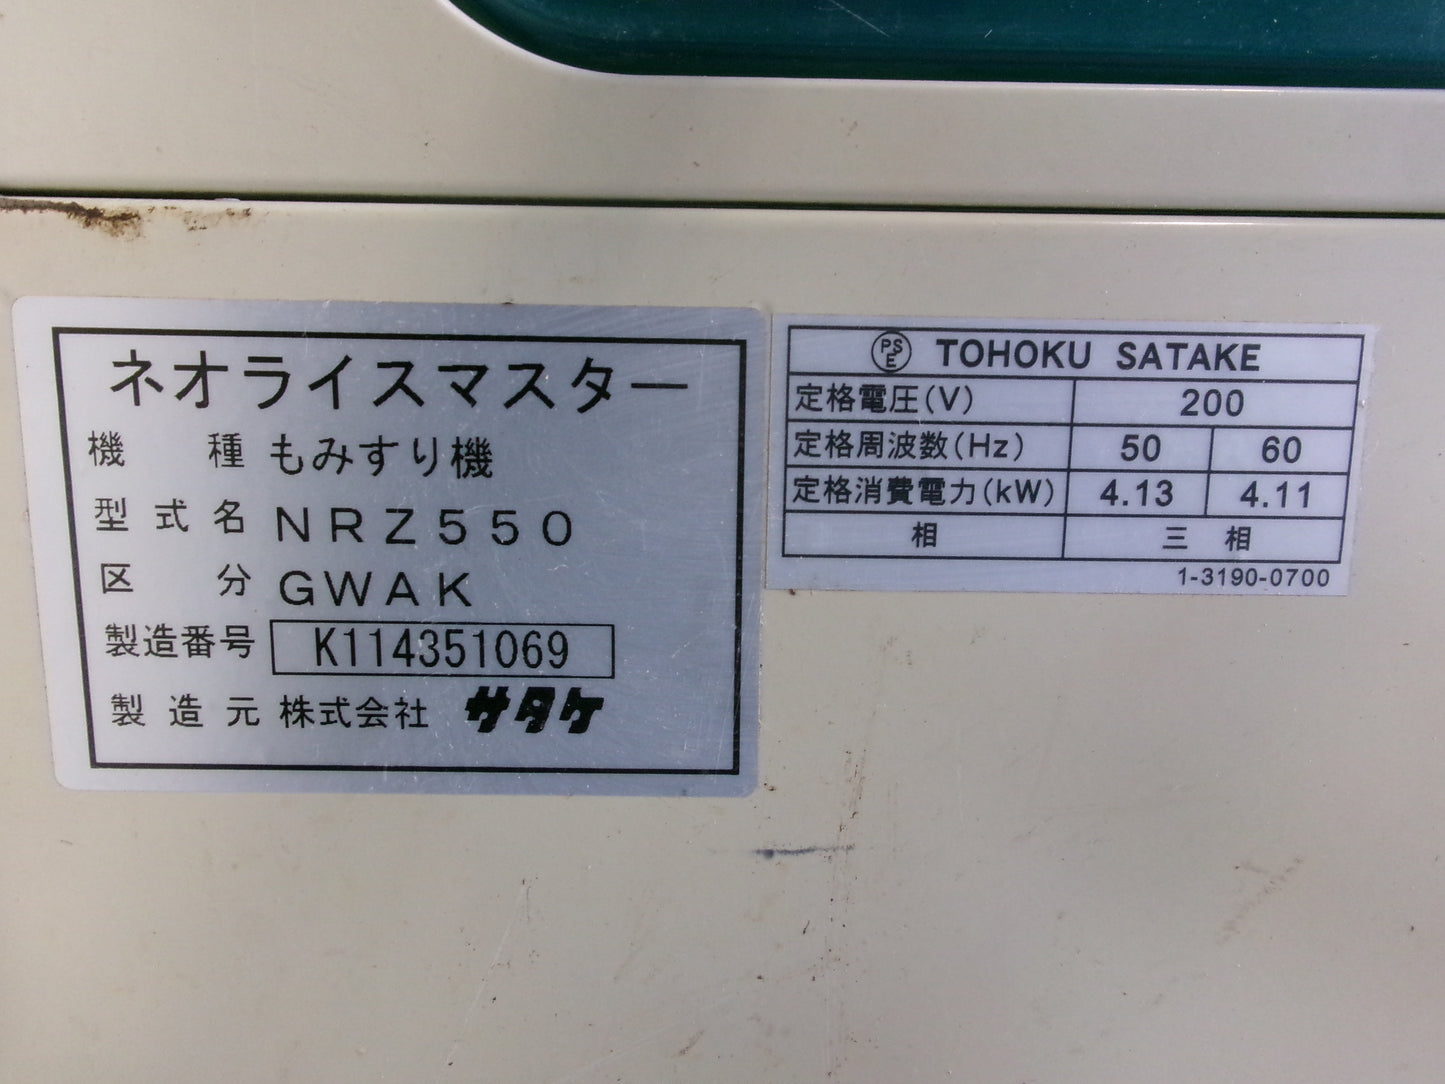 ネオライスマスター
機種 もみすり機
型式名 NRZ550
区分 GWAK
製造番号 K114351069
製造元 株式会社 サタケ
PSE TOHOKU SATAKE
定格電圧(V) 200
定格周波数(Hz) 50 60
定格消費電力(kW) 4.13 4.11
相 三相
1-3190-0700